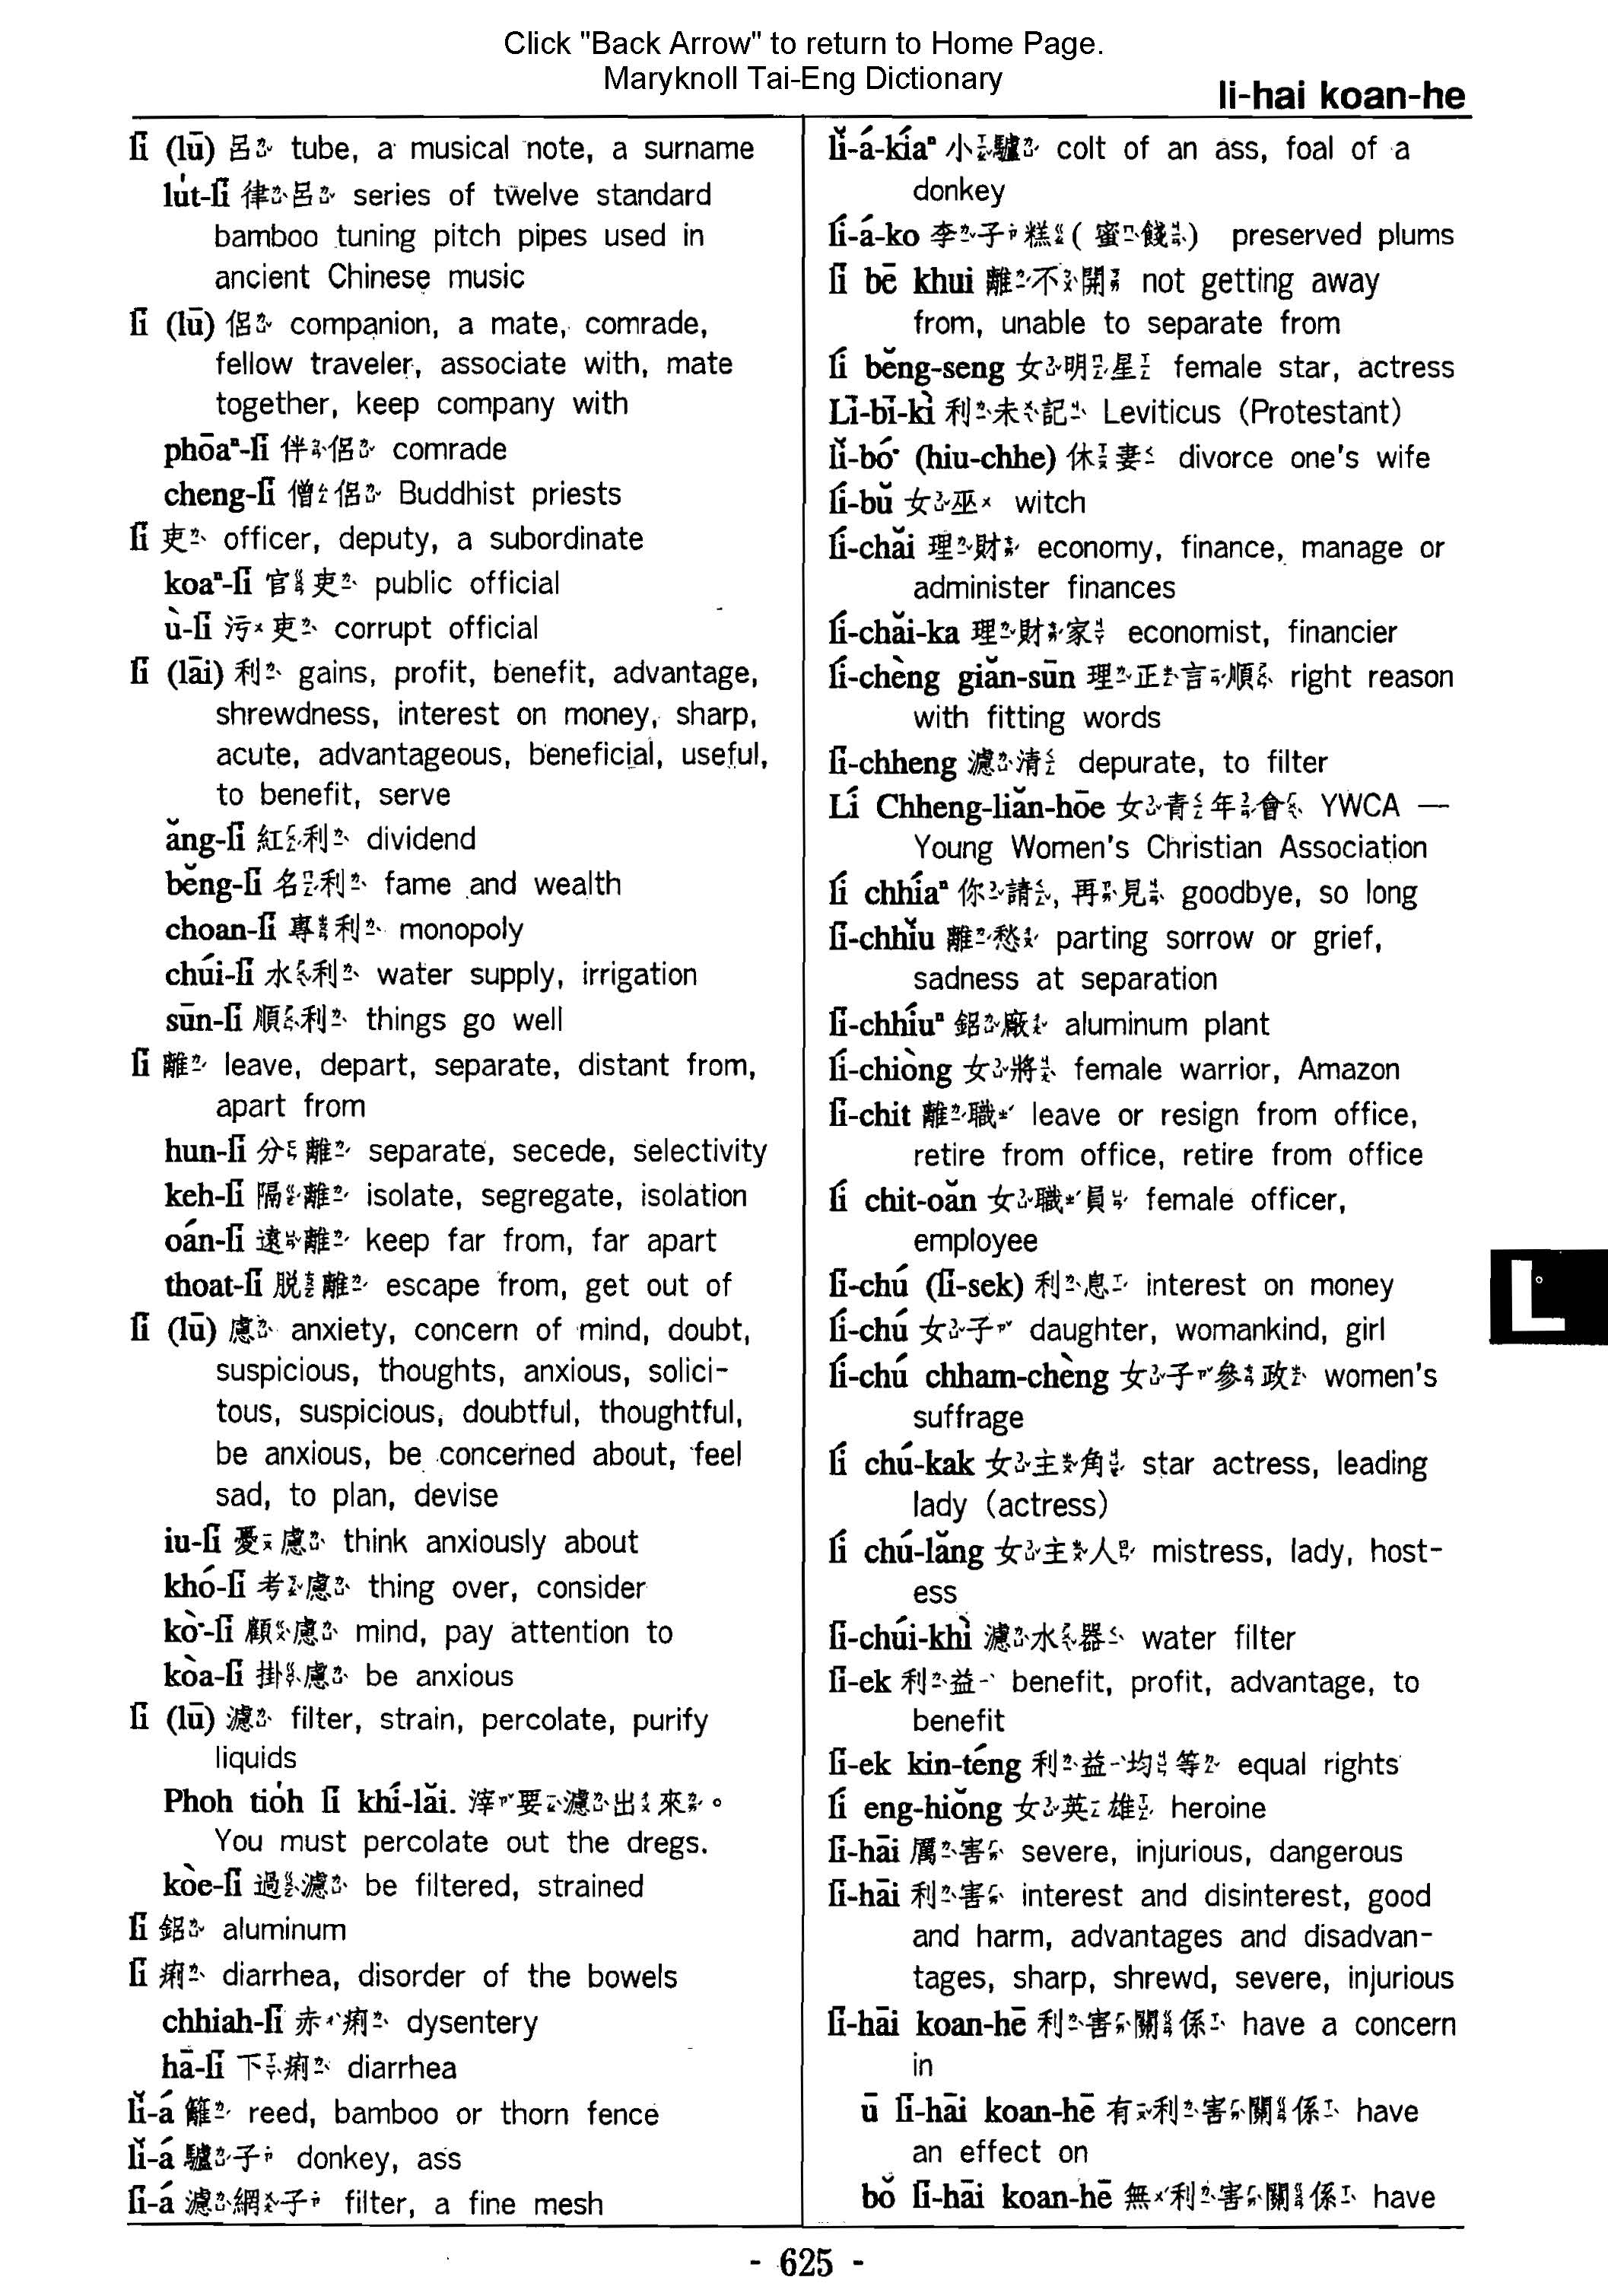 Click "Back Arrow" to return to Home Page.
Maryknoll Tai-Eng Dictionary
li-hai koan-he
lī (lū) 呂 tube, a musical note, a surname
lu̍t-lī 律呂 series of twelve standard
bamboo tuning pitch pipes used in
ancient Chinese music
lī (lū) 侶 companion, a mate, comrade,
fellow traveler, associate with, mate
together, keep company with
phōaⁿ-lī 伴侶 comrade
cheng-lī 僧侶 Buddhist priests
lī 吏 officer, deputy, a subordinate
koaⁿ-lī 官吏 public official
ù-lī 污吏 corrupt official
lī (lāi) 利 gains, profit, benefit, advantage,
shrewdness, interest on money, sharp,
acute, advantageous, beneficial, useful,
to benefit, serve
ăng-lī 紅利 dividend
bĕng-lī 名利 fame and wealth
choan-lī 專利 monopoly
chúi-lī 水利 water supply, irrigation
sūn-lī 順利 things go well
lī 離 leave, depart, separate, distant from,
apart from
hun-lī 分離 separate, secede, selectivity
keh-lī 隔離 isolate, segregate, isolation
oán-lī 遠離 keep far from, far apart
thoat-lī 脱離 escape from, get out of
lī (lū) 慮 anxiety, concern of mind, doubt,
suspicious, thoughts, anxious, solici-
tous, suspicious, doubtful, thoughtful,
be anxious, be concerned about, feel
sad, to plan, devise
iu-lī 憂慮 think anxiously about
khó-lī 考慮 thing over, consider
kò͘-lī 顧慮 mind, pay attention to
kòa-lī 掛慮 be anxious
lī (lū) 濾 filter, strain, percolate, purify
liquids
Phoh tio̍h lī khí-lăi. 滓要濾出來。
You must percolate out the dregs.
kòe-lī 過濾 be filtered, strained
lī 鋁 aluminum
lī 痢 diarrhea, disorder of the bowels
chhiah-lī 赤痢 dysentery
hā-lī 下痢 diarrhea
lĭ-á 籬 reed, bamboo or thorn fence
lĭ-á 驢子 donkey, ass
lī-á 濾網子 filter, a fine mesh
lĭ-á-kíaⁿ 小驢 colt of an ass, foal of a
donkey
lí-á-ko 李子糕(蜜餞) preserved plums
lī bē khui 離不開 not getting away
from, unable to separate from
lí bĕng-seng 女明星 female star, actress
Lī-bī-kì 利未記 Leviticus (Protestant)
lĭ-bó͘ (hiu-chhe) 休妻 divorce one's wife
lí-bŭ 女巫 witch
lí-chăi 理財 economy, finance, manage or
administer finances
lí-chăi-ka 理財家 economist, financier
lí-chèng giăn-sūn 理正言順 right reason
with fitting words
lī-chheng 濾清 depurate, to filter
Lí Chheng-liăn-hōe 女青年會 YWCA —
Young Women's Christian Association
lí chhíaⁿ 你請, 再見 goodbye, so long
lī-chhĭu 離愁 parting sorrow or grief,
sadness at separation
lī-chhíuⁿ 鋁廠 aluminum plant
lí-chiòng 女將 female warrior, Amazon
lī-chit 離職 leave or resign from office,
retire from office, retire from office
lí chit-oăn 女職員 female officer,
employee
lī-chú (lī-sek) 利息 interest on money
lí-chú 女子 daughter, womankind, girl
lí-chú chham-chèng 女子參政 women's
suffrage
lí chú-kak 女主角 star actress, leading
lady (actress)
lí chú-lăng 女主人 mistress, lady, host-
ess
lī-chúi-khì 濾水器 water filter
lī-ek 利益 benefit, profit, advantage, to
benefit
lī-ek kin-téng 利益均等 equal rights
lí eng-hiŏng 女英雄 heroine
lī-hāi 厲害 severe, injurious, dangerous
lī-hāi 利害 interest and disinterest, good
and harm, advantages and disadvan-
tages, sharp, shrewd, severe, injurious
lī-hāi koan-hē 利害關係 have a concern
in
ū lī-hāi koan-hē 有利害關係 have
an effect on
bŏ lī-hāi koan-hē 無利害關係 have
L
- 625 -